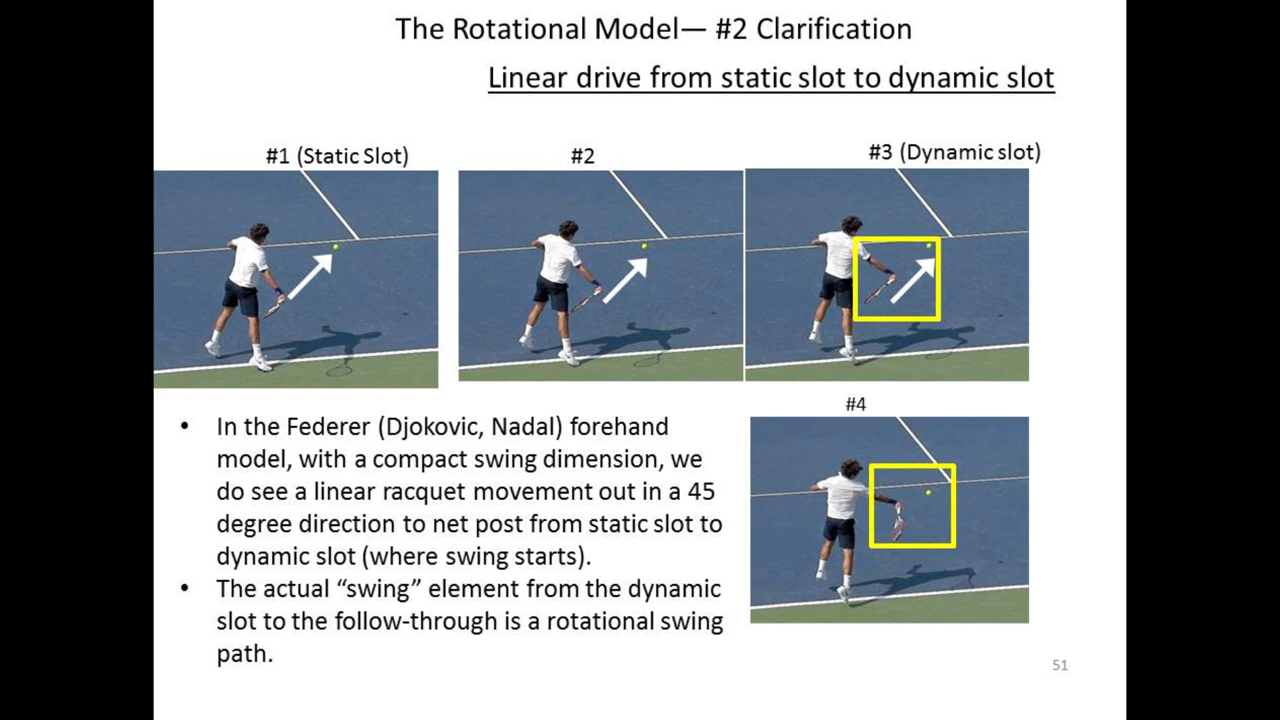 The Rotational Model— #2 Clarification
Linear drive from static slot to dynamic slot
#1 (Static Slot)
#2
#3 (Dynamic slot)
#4
• In the Federer (Djokovic, Nadal) forehand
model, with a compact swing dimension, we
do see a linear racquet movement out in a 45
degree direction to net post from static slot to
dynamic slot (where swing starts).
• The actual “swing” element from the dynamic
slot to the follow-through is a rotational swing
path.
51